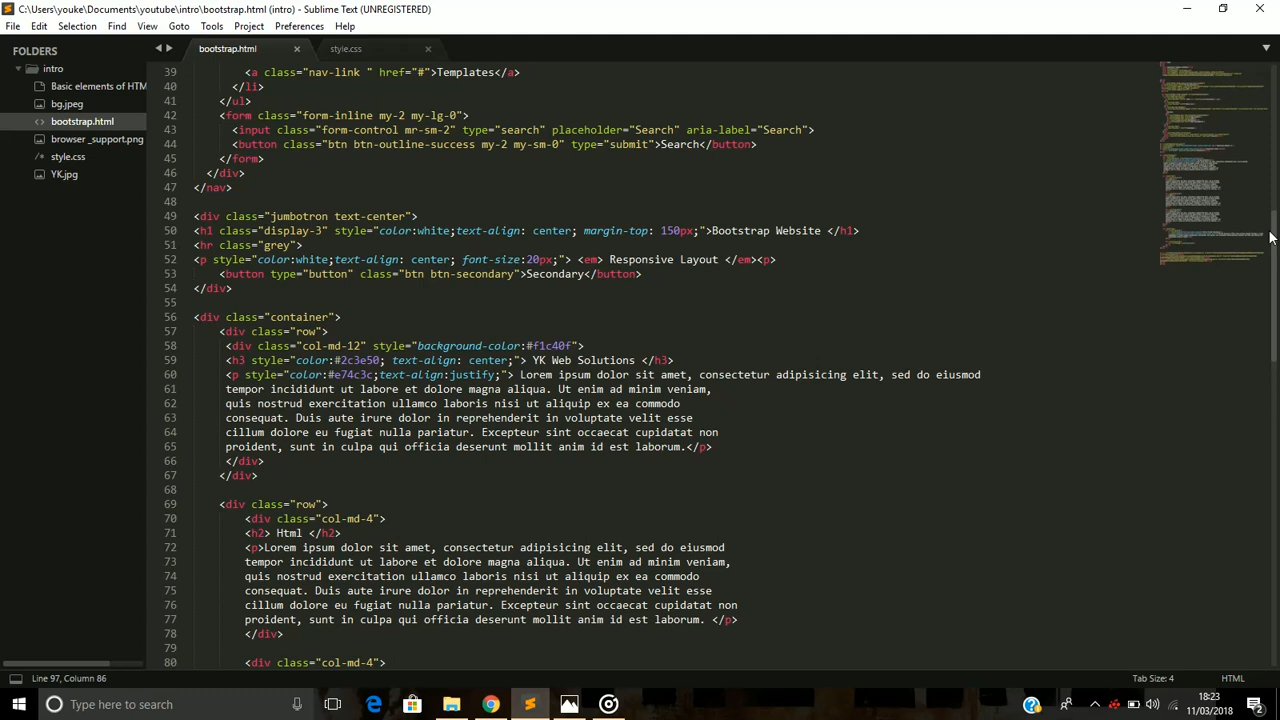 C:\Users\youke\Documents\youtube\intro\bootstrap.html (intro) - Sublime Text (UNREGISTERED)
File Edit Selection Find View Goto Tools Project Preferences Help
FOLDERS
intro
Basic elements of HTM
bg.jpeg
bootstrap.html
browser_support.png
style.css
YK.jpg
bootstrap.html
style.css
39 <a class="nav-link " href="#">Templates</a>
40 </li>
41 </ul>
42 <form class="form-inline my-2 my-lg-0">
43 <input class="form-control mr-sm-2" type="search" placeholder="Search" aria-label="Search">
44 <button class="btn btn-outline-success my-2 my-sm-0" type="submit">Search</button>
45 </form>
46 </div>
47 </nav>
48
49 <div class="jumbotron text-center">
50 <h1 class="display-3" style="color:white;text-align: center; margin-top: 150px;">Bootstrap Website </h1>
51 <hr class="grey">
52 <p style="color:white;text-align: center; font-size:20px;"> <em> Responsive Layout </em><p>
53 <button type="button" class="btn btn-secondary">Secondary</button>
54 </div>
55
56 <div class="container">
57 <div class="row">
58 <div class="col-md-12" style="background-color:#f1c40f">
59 <h3 style="color:#2c3e50; text-align: center;"> YK Web Solutions </h3>
60 <p style="color:#e74c3c;text-align:justify;"> Lorem ipsum dolor sit amet, consectetur adipisicing elit, sed do eiusmod
61 tempor incididunt ut labore et dolore magna aliqua. Ut enim ad minim veniam,
62 quis nostrud exercitation ullamco laboris nisi ut aliquip ex ea commodo
63 consequat. Duis aute irure dolor in reprehenderit in voluptate velit esse
64 cillum dolore eu fugiat nulla pariatur. Excepteur sint occaecat cupidatat non
65 proident, sunt in culpa qui officia deserunt mollit anim id est laborum.</p>
66 </div>
67 </div>
68
69 <div class="row">
70 <div class="col-md-4">
71 <h2> Html </h2>
72 <p>Lorem ipsum dolor sit amet, consectetur adipisicing elit, sed do eiusmod
73 tempor incididunt ut labore et dolore magna aliqua. Ut enim ad minim veniam,
74 quis nostrud exercitation ullamco laboris nisi ut aliquip ex ea commodo
75 consequat. Duis aute irure dolor in reprehenderit in voluptate velit esse
76 cillum dolore eu fugiat nulla pariatur. Excepteur sint occaecat cupidatat non
77 proident, sunt in culpa qui officia deserunt mollit anim id est laborum. </p>
78 </div>
79
80 <div class="col-md-4">
Line 97, Column 86
Tab Size: 4
HTML
Type here to search
18:23
11/03/2018
2